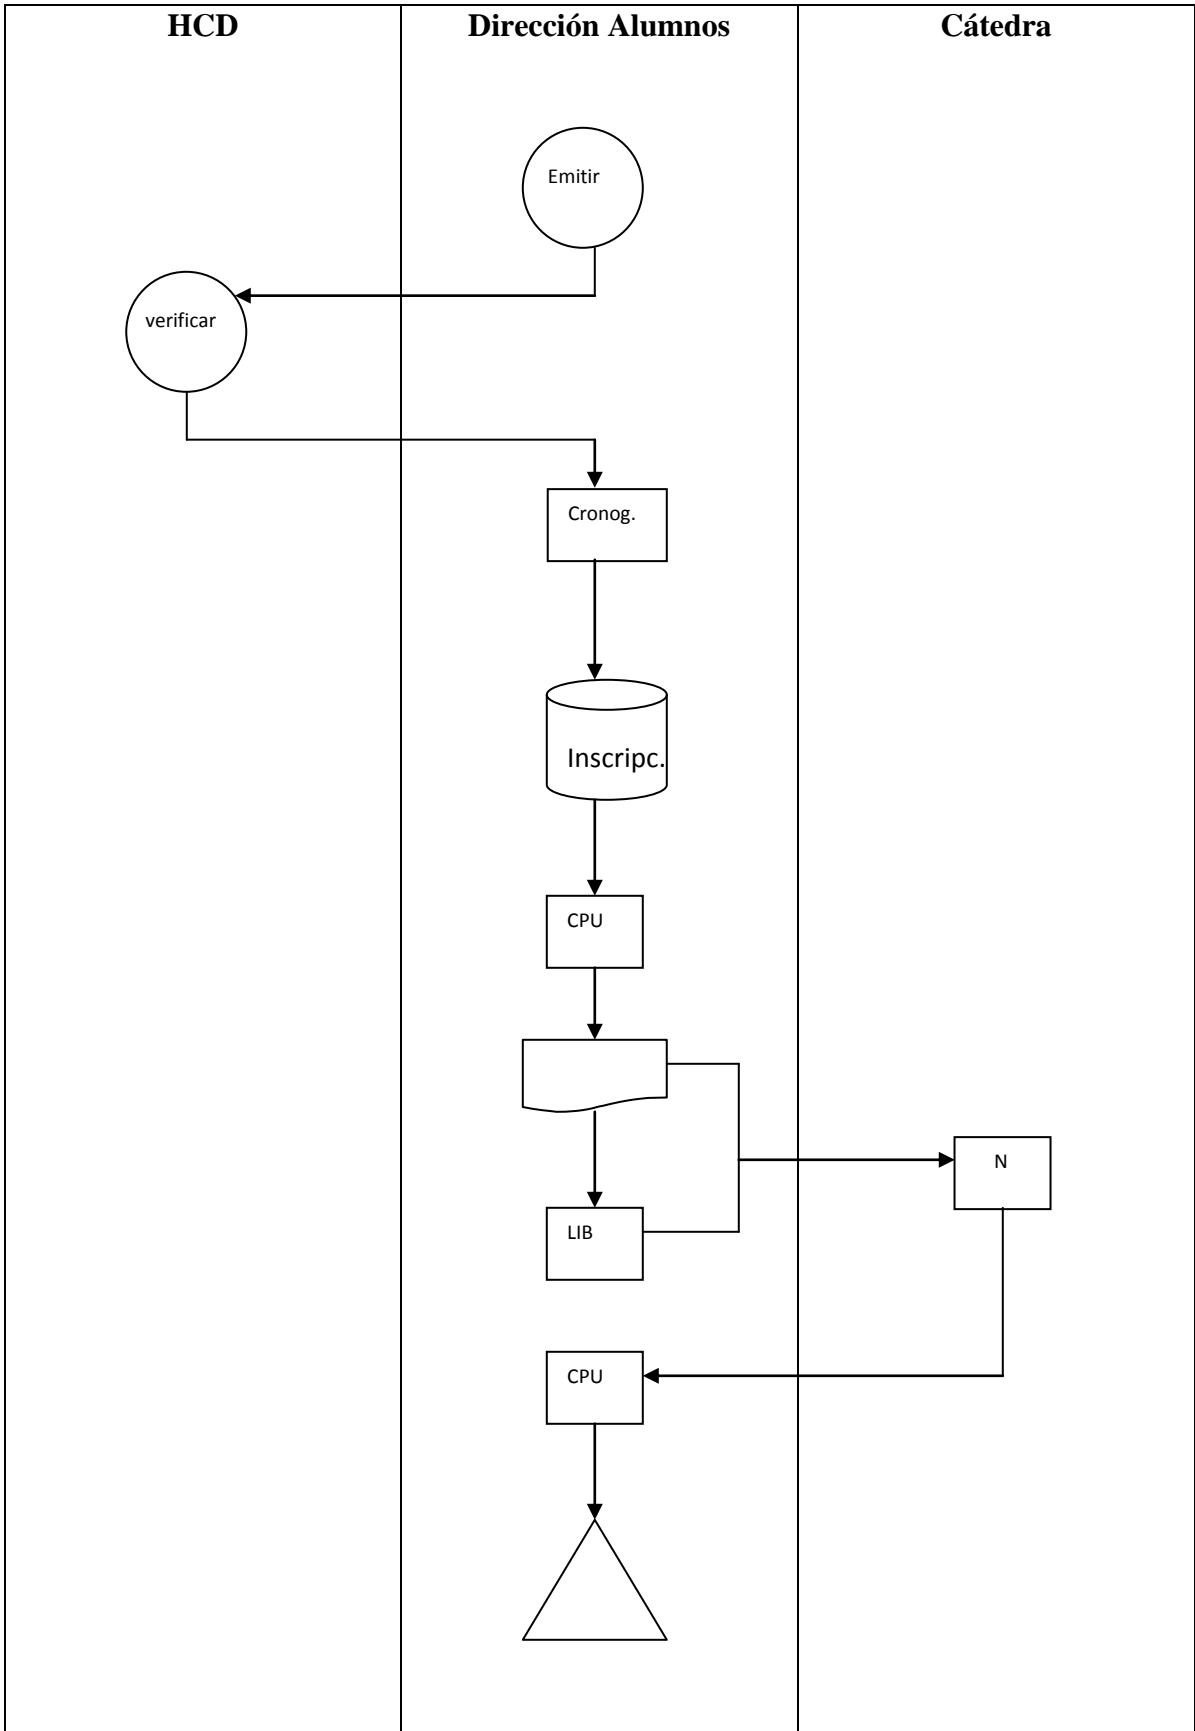 HCD
Dirección Alumnos
Cátedra
Emitir
verificar
Cronog.
Inscripc.
CPU
N
LIB
CPU